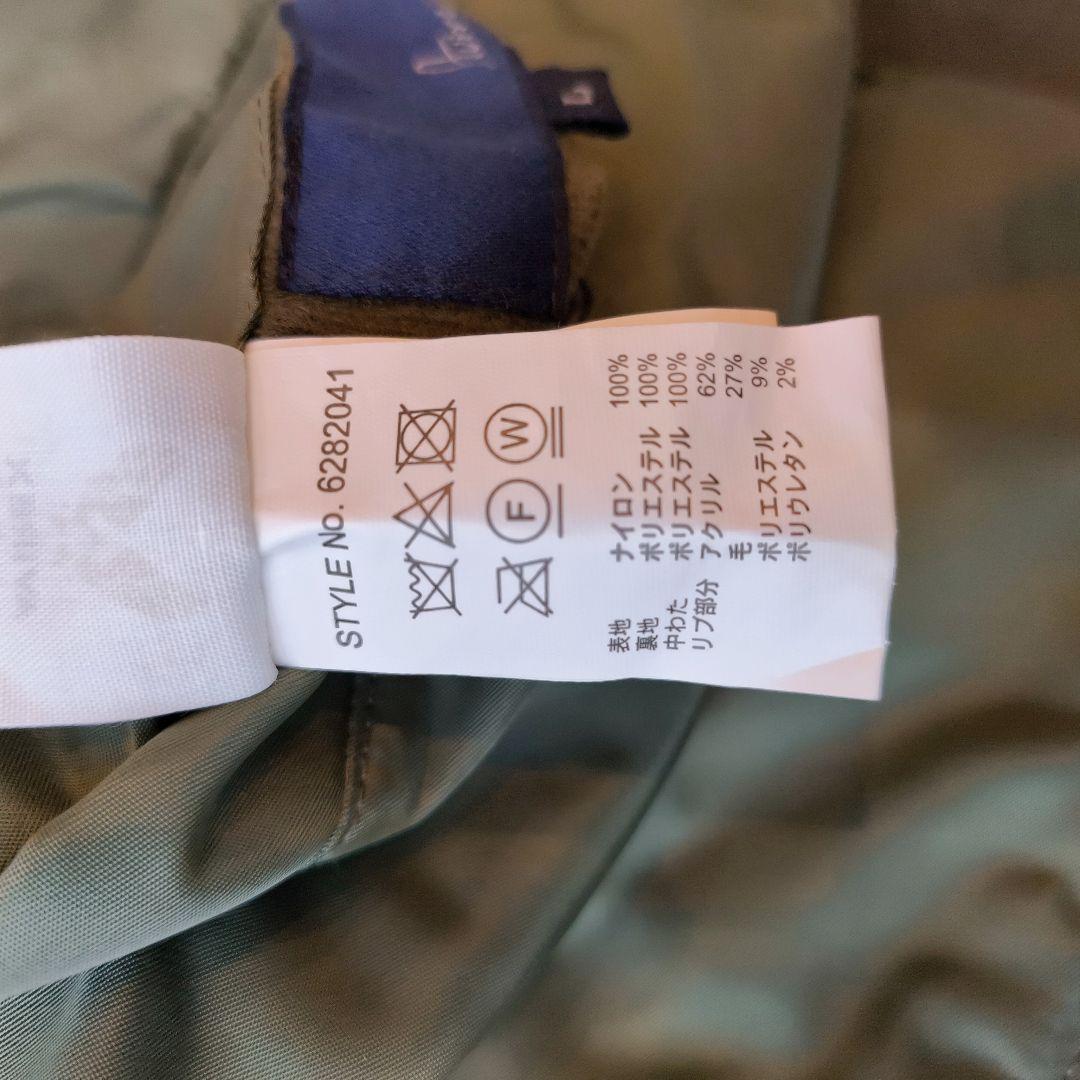 STYLE No. 6282041
W
F
表地 ナイロン 100%
裏地 ポリエステル 100%
中わた ポリエステル 100%
リブ部分 アクリル 62%
毛 27%
ポリエステル 9%
ポリウレタン 2%